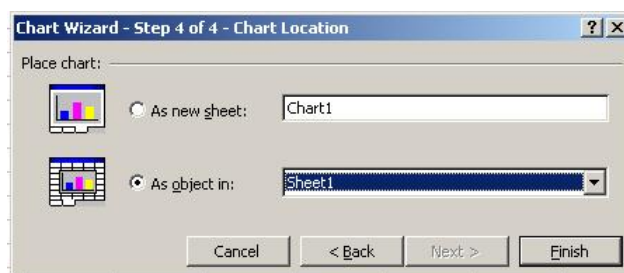 Chart Wizard - Step 4 of 4 - Chart Location
Place chart:
As new sheet: Chart1
As object in: Sheet1
Cancel < Back Next > Finish